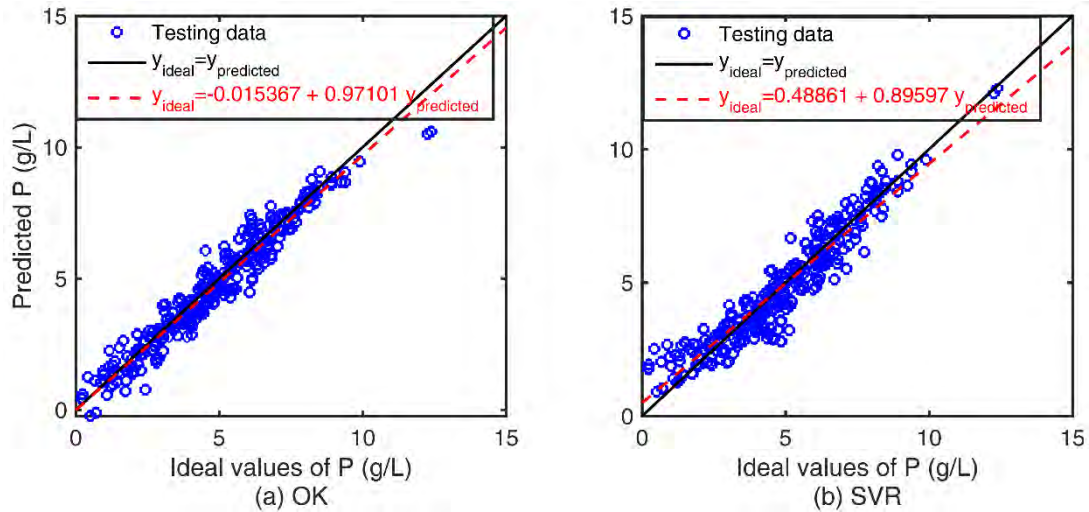 15
10
5
0
Predicted P (g/L)
Testing data
y_ideal=y_predicted
y_ideal=-0.015367 + 0.97101 y_predicted
0 5 10 15
Ideal values of P (g/L)
(a) OK
15
10
5
0
Testing data
y_ideal=y_predicted
y_ideal=0.48861 + 0.89597 y_predicted
0 5 10 15
Ideal values of P (g/L)
(b) SVR